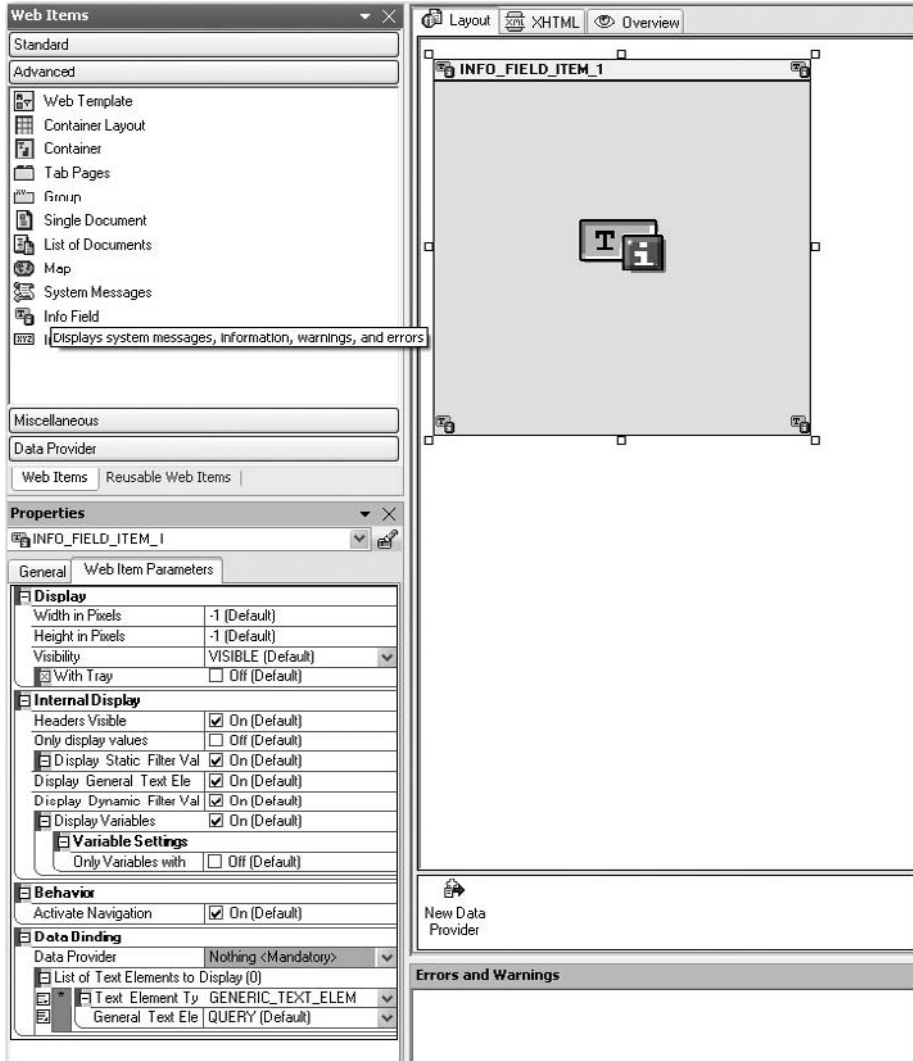 Web Items
Standard
Advanced
Web Template
Container Layout
Container
Tab Pages
Group
Single Document
List of Documents
Map
System Messages
Info Field
Displays system messages, information, warnings, and errors
Miscellaneous
Data Provider
Web Items Reusable Web Items
Properties
INFO_FIELD_ITEM_1
General Web Item Parameters
Display
Width in Pixels -1 (Default)
Height in Pixels -1 (Default)
Visibility VISIBLE (Default)
With Tray Off (Default)
Internal Display
Headers Visible On (Default)
Only display values Off (Default)
Display Static Filter Val On (Default)
Display General Text Ele On (Default)
Display Dynamic Filter Val On (Default)
Display Variables On (Default)
Variable Settings
Only Variables with Off (Default)
Behavior
Activate Navigation On (Default)
Data Binding
Data Provider Nothing <Mandatory>
List of Text Elements to Display (0)
* Text Element Ty GENERIC_TEXT_ELEM
General Text Ele QUERY (Default)
Layout XHTML Overview
INFO_FIELD_ITEM_1
T i
New Data
Provider
Errors and Warnings